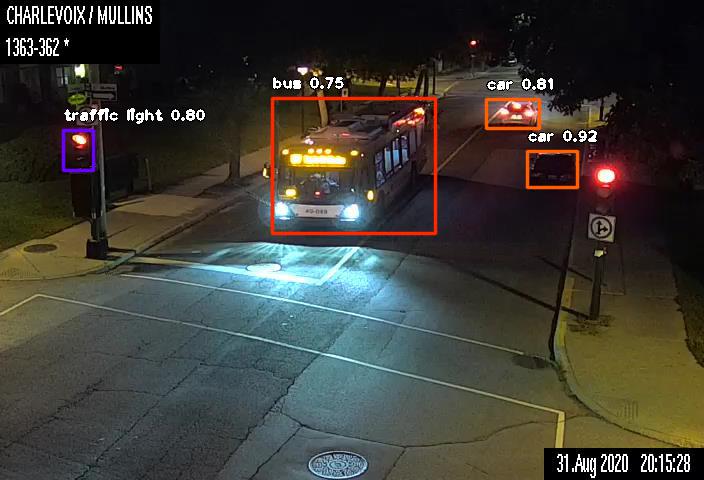 CHARLEVOIX / MULLINS
1363-362 *
bus 0.75
car 0.81
traffic light 0.80
car 0.92
31.Aug 2020 20:15:28